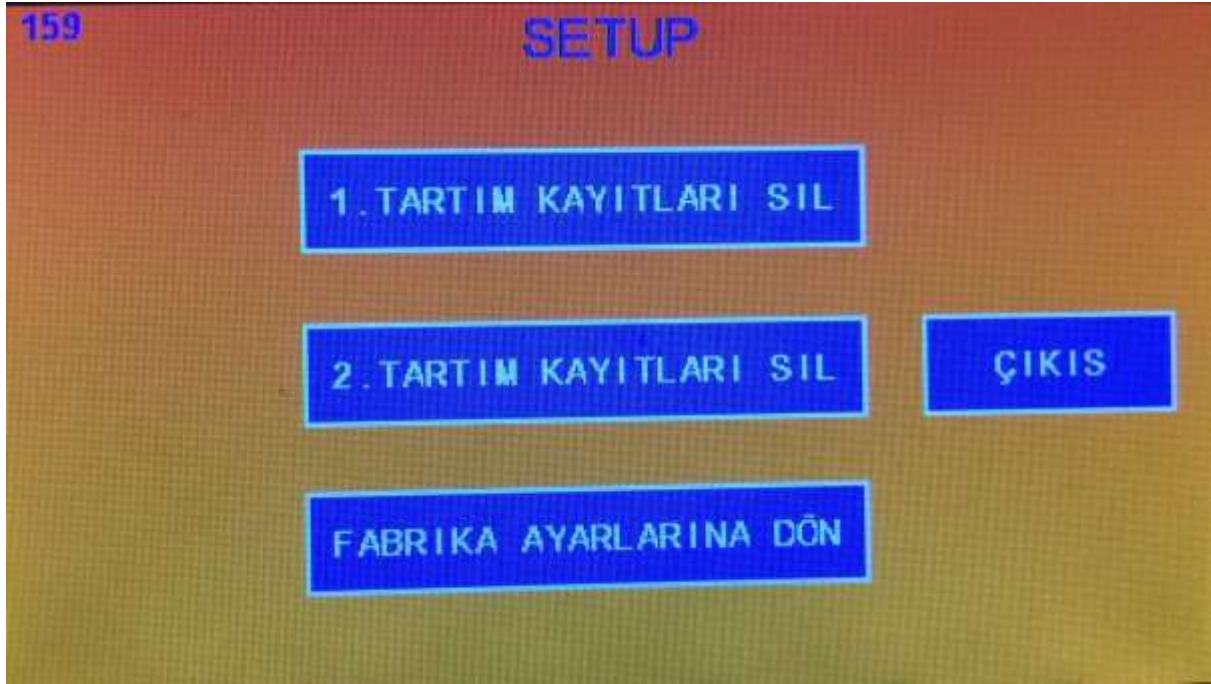 159
SETUP
1.TARTIM KAYITLARI SIL
2.TARTIM KAYITLARI SIL
ÇIKIS
FABRIKA AYARLARINA DÖN